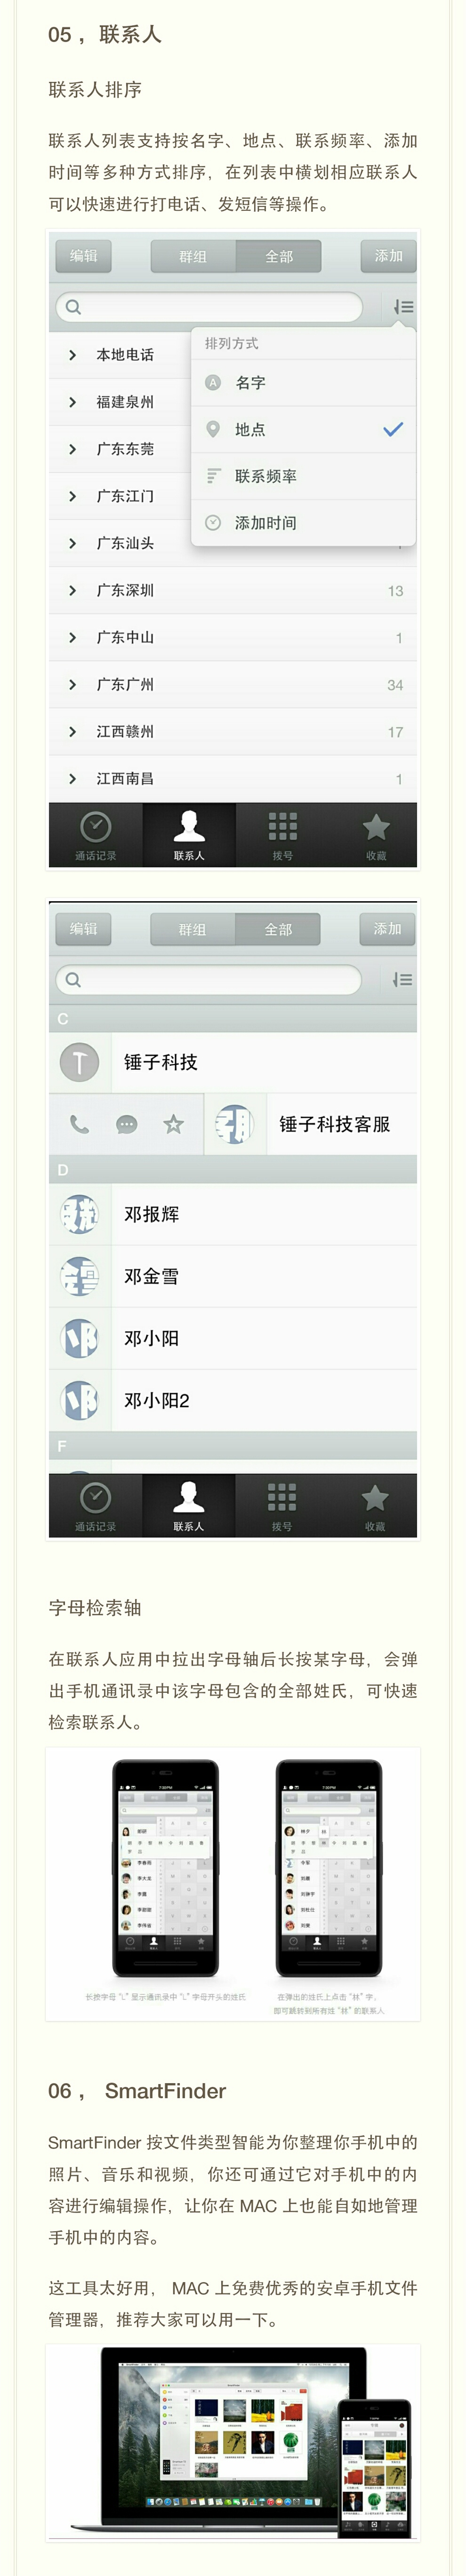 05， 联系人
联系人排序
联系人列表支持按名字、地点、联系频率、添加
时间等多种方式排序，在列表中横划相应联系人
可以快速进行打电话、发短信等操作。
编辑 群组 全部 添加
排列方式
本地电话
A 名字
福建泉州
地点
广东东莞
联系频率
广东江门
添加时间
广东汕头
广东深圳 13
广东中山 1
广东广州 34
江西赣州 17
江西南昌 1
通话记录 联系人 拨号 收藏
编辑 群组 全部 添加
C
锤子科技
锤子科技客服
D
邓报辉
邓金雪
邓小阳
邓小阳2
F
通话记录 联系人 拨号 收藏
字母检索轴
在联系人应用中拉出字母轴后长按某字母，会弹
出手机通讯录中该字母包含的全部姓氏，可快速
检索联系人。
长按字母 “L” 显示通讯录中 “L” 字母开头的姓氏
在弹出的姓氏上点击 “林” 字，
即可跳转到所有姓 “林” 的联系人
06， SmartFinder
SmartFinder 按文件类型智能为你整理你手机中的
照片、音乐和视频，你还可通过它对手机中的内
容进行编辑操作，让你在 MAC 上也能自如地管理
手机中的内容。
这工具太好用， MAC 上免费优秀的安卓手机文件
管理器，推荐大家可以用一下。